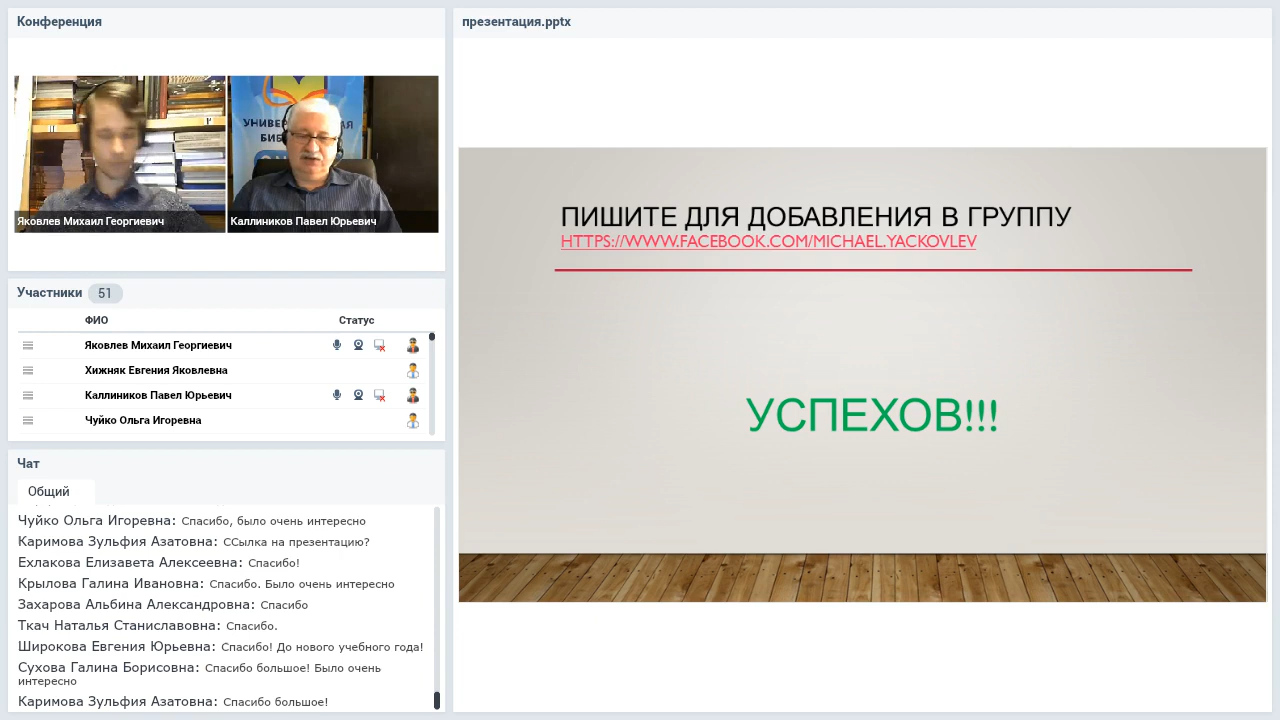 Конференция
УНИВЕР
АЯ
БИБ
Яковлев Михаил Георгиевич
Каллиников Павел Юрьевич
Участники 51
ФИО Статус
Яковлев Михаил Георгиевич
Хижняк Евгения Яковлевна
Каллиников Павел Юрьевич
Чуйко Ольга Игоревна
Чат
Общий
Чуйко Ольга Игоревна: Спасибо, было очень интересно
Каримова Зульфия Азатовна: ССылка на презентацию?
Ехлакова Елизавета Алексеевна: Спасибо!
Крылова Галина Ивановна: Спасибо. Было очень интересно
Захарова Альбина Александровна: Спасибо
Ткач Наталья Станиславовна: Спасибо.
Широкова Евгения Юрьевна: Спасибо! До нового учебного года!
Сухова Галина Борисовна: Спасибо большое! Было очень
интересно
Каримова Зульфия Азатовна: Спасибо большое!
презентация.pptx
ПИШИТЕ ДЛЯ ДОБАВЛЕНИЯ В ГРУППУ
HTTPS://WWW.FACEBOOK.COM/MICHAEL.YACKOVLEV
УСПЕХОВ!!!